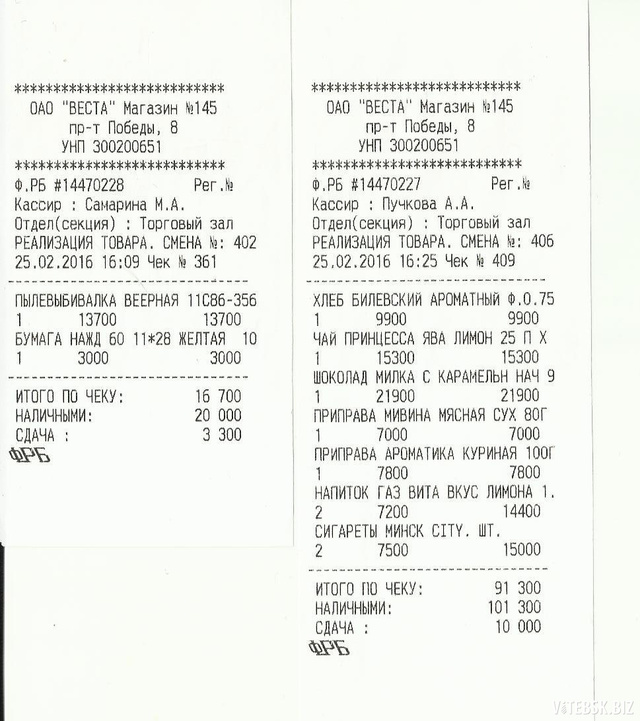 ***************************
ОАО "ВЕСТА" Магазин №145
пр-т Победы, 8
УНП 300200651
***************************
Ф.РБ #14470228 Рег.№
Кассир : Самарина М.А.
Отдел(секция) : Торговый зал
РЕАЛИЗАЦИЯ ТОВАРА. СМЕНА №: 402
25.02.2016 16:09 Чек № 361
--------------------------------
ПЫЛЕВЫБИВАЛКА ВЕЕРНАЯ 11С86-356
1 13700 13700
БУМАГА НАЖД 60 11*28 ЖЕЛТАЯ 10
1 3000 3000
--------------------------------
ИТОГО ПО ЧЕКУ: 16 700
НАЛИЧНЫМИ: 20 000
СДАЧА : 3 300
ФРБ
***************************
ОАО "ВЕСТА" Магазин №145
пр-т Победы, 8
УНП 300200651
***************************
Ф.РБ #14470227 Рег.№
Кассир : Пучкова А.А.
Отдел(секция) : Торговый зал
РЕАЛИЗАЦИЯ ТОВАРА. СМЕНА №: 406
25.02.2016 16:25 Чек № 409
--------------------------------
ХЛЕБ БИЛЕВСКИЙ АРОМАТНЫЙ Ф.0.75
1 9900 9900
ЧАЙ ПРИНЦЕССА ЯВА ЛИМОН 25 П Х
1 15300 15300
ШОКОЛАД МИЛКА С КАРАМЕЛЬН НАЧ 9
1 21900 21900
ПРИПРАВА МИВИНА МЯСНАЯ СУХ 80Г
1 7000 7000
ПРИПРАВА АРОМАТИКА КУРИНАЯ 100Г
1 7800 7800
НАПИТОК ГАЗ ВИТА ВКУС ЛИМОНА 1.
2 7200 14400
СИГАРЕТЫ МИНСК CITY. ШТ.
2 7500 15000
--------------------------------
ИТОГО ПО ЧЕКУ: 91 300
НАЛИЧНЫМИ: 101 300
СДАЧА : 10 000
ФРБ
VITEBSK.BIZ